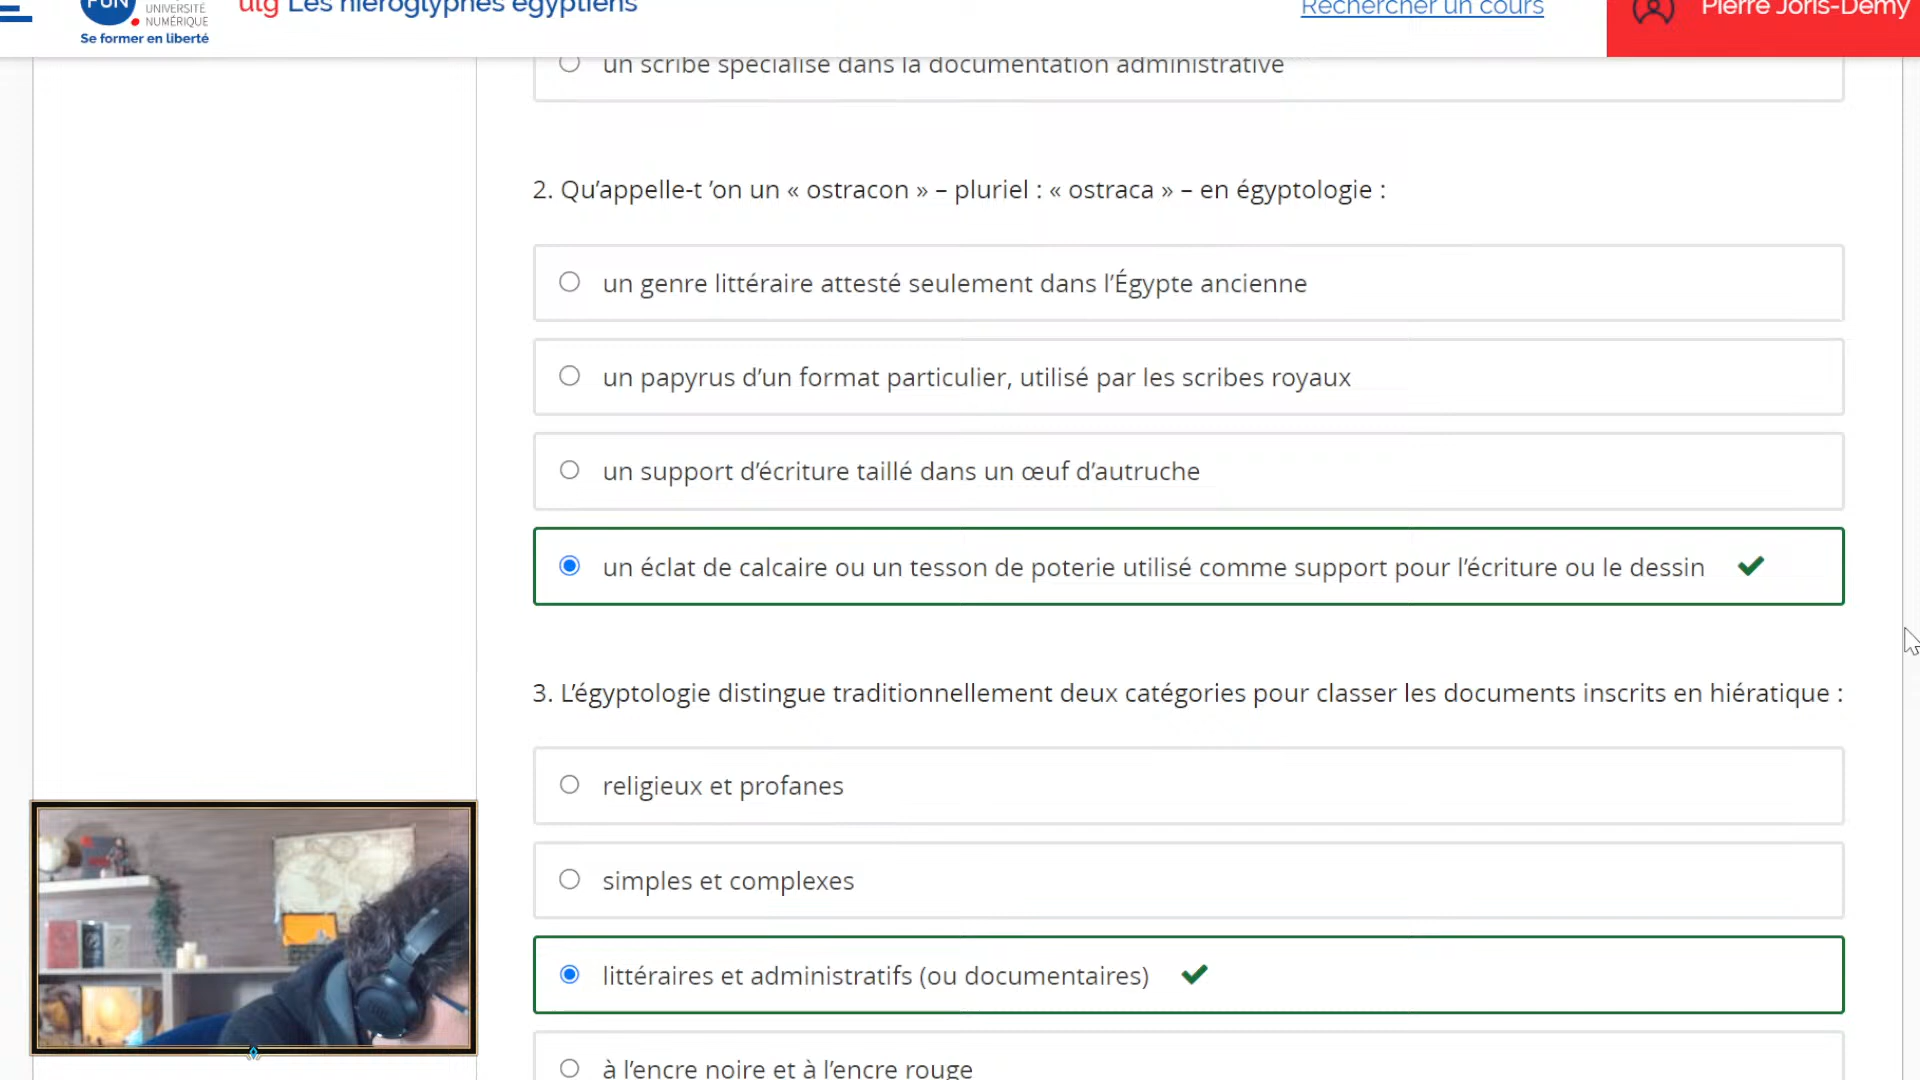 FUN
UNIVERSITÉ
NUMÉRIQUE
Se former en liberté
ulg Les hiéroglyphes égyptiens
Rechercher un cours
Pierre Joris-Demy
un scribe spécialisé dans la documentation administrative
2. Qu’appelle-t ’on un « ostracon » – pluriel : « ostraca » – en égyptologie :
un genre littéraire attesté seulement dans l’Égypte ancienne
un papyrus d’un format particulier, utilisé par les scribes royaux
un support d’écriture taillé dans un œuf d’autruche
un éclat de calcaire ou un tesson de poterie utilisé comme support pour l’écriture ou le dessin
3. L’égyptologie distingue traditionnellement deux catégories pour classer les documents inscrits en hiératique :
religieux et profanes
simples et complexes
littéraires et administratifs (ou documentaires)
à l’encre noire et à l’encre rouge